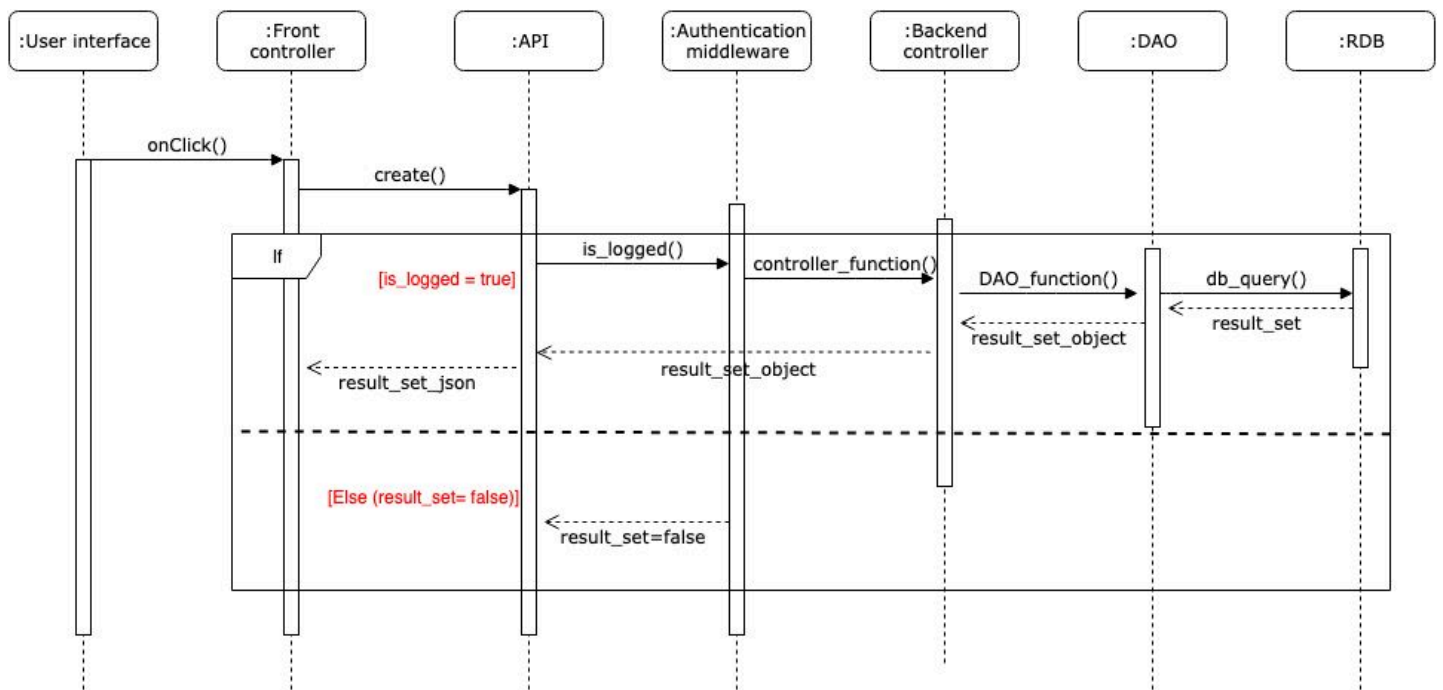 :User interface
:Front
controller
:API
:Authentication
middleware
:Backend
controller
:DAO
:RDB
onClick()
create()
If
is_logged()
controller_function()
[is_logged = true]
DAO_function()
db_query()
result_set
result_set_object
result_set_object
result_set_json
[Else (result_set= false)]
result_set=false